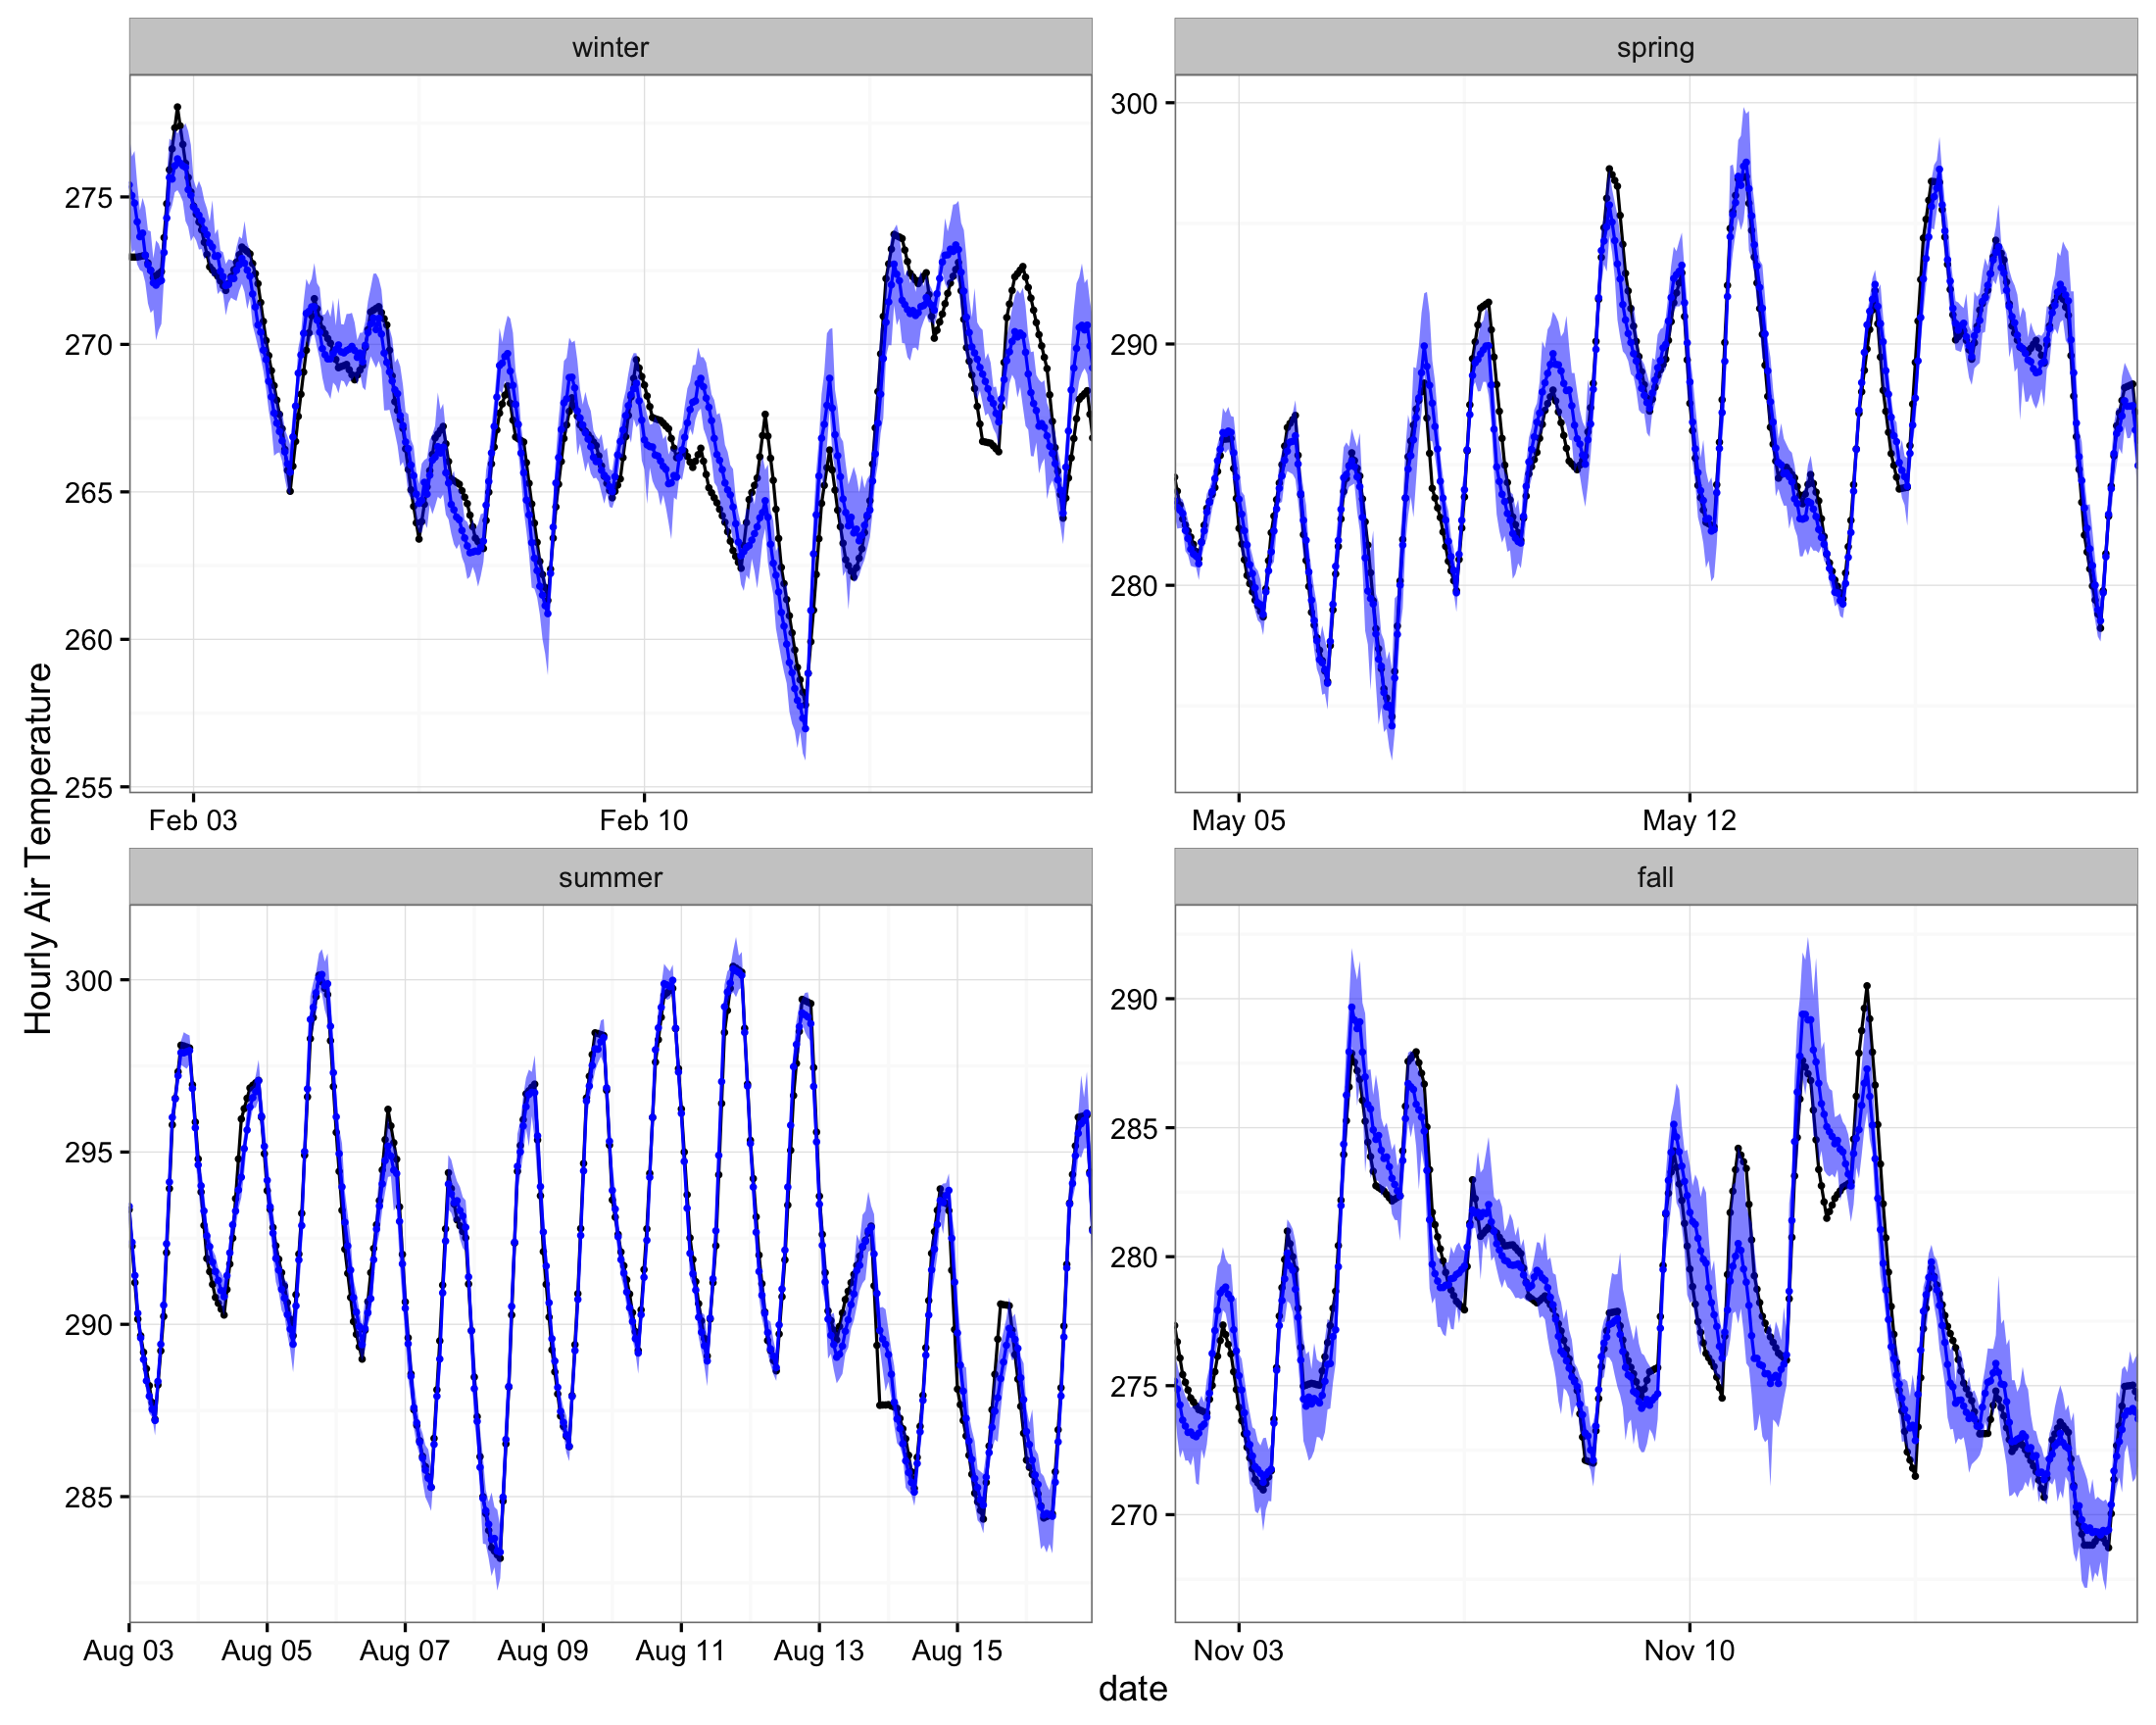 winter
spring
275
270
265
260
255
Feb 03
Feb 10
300
290
280
May 05
May 12
Hourly Air Temperature
summer
fall
300
295
290
285
Aug 03
Aug 05
Aug 07
Aug 09
Aug 11
Aug 13
Aug 15
290
285
280
275
270
Nov 03
Nov 10
date